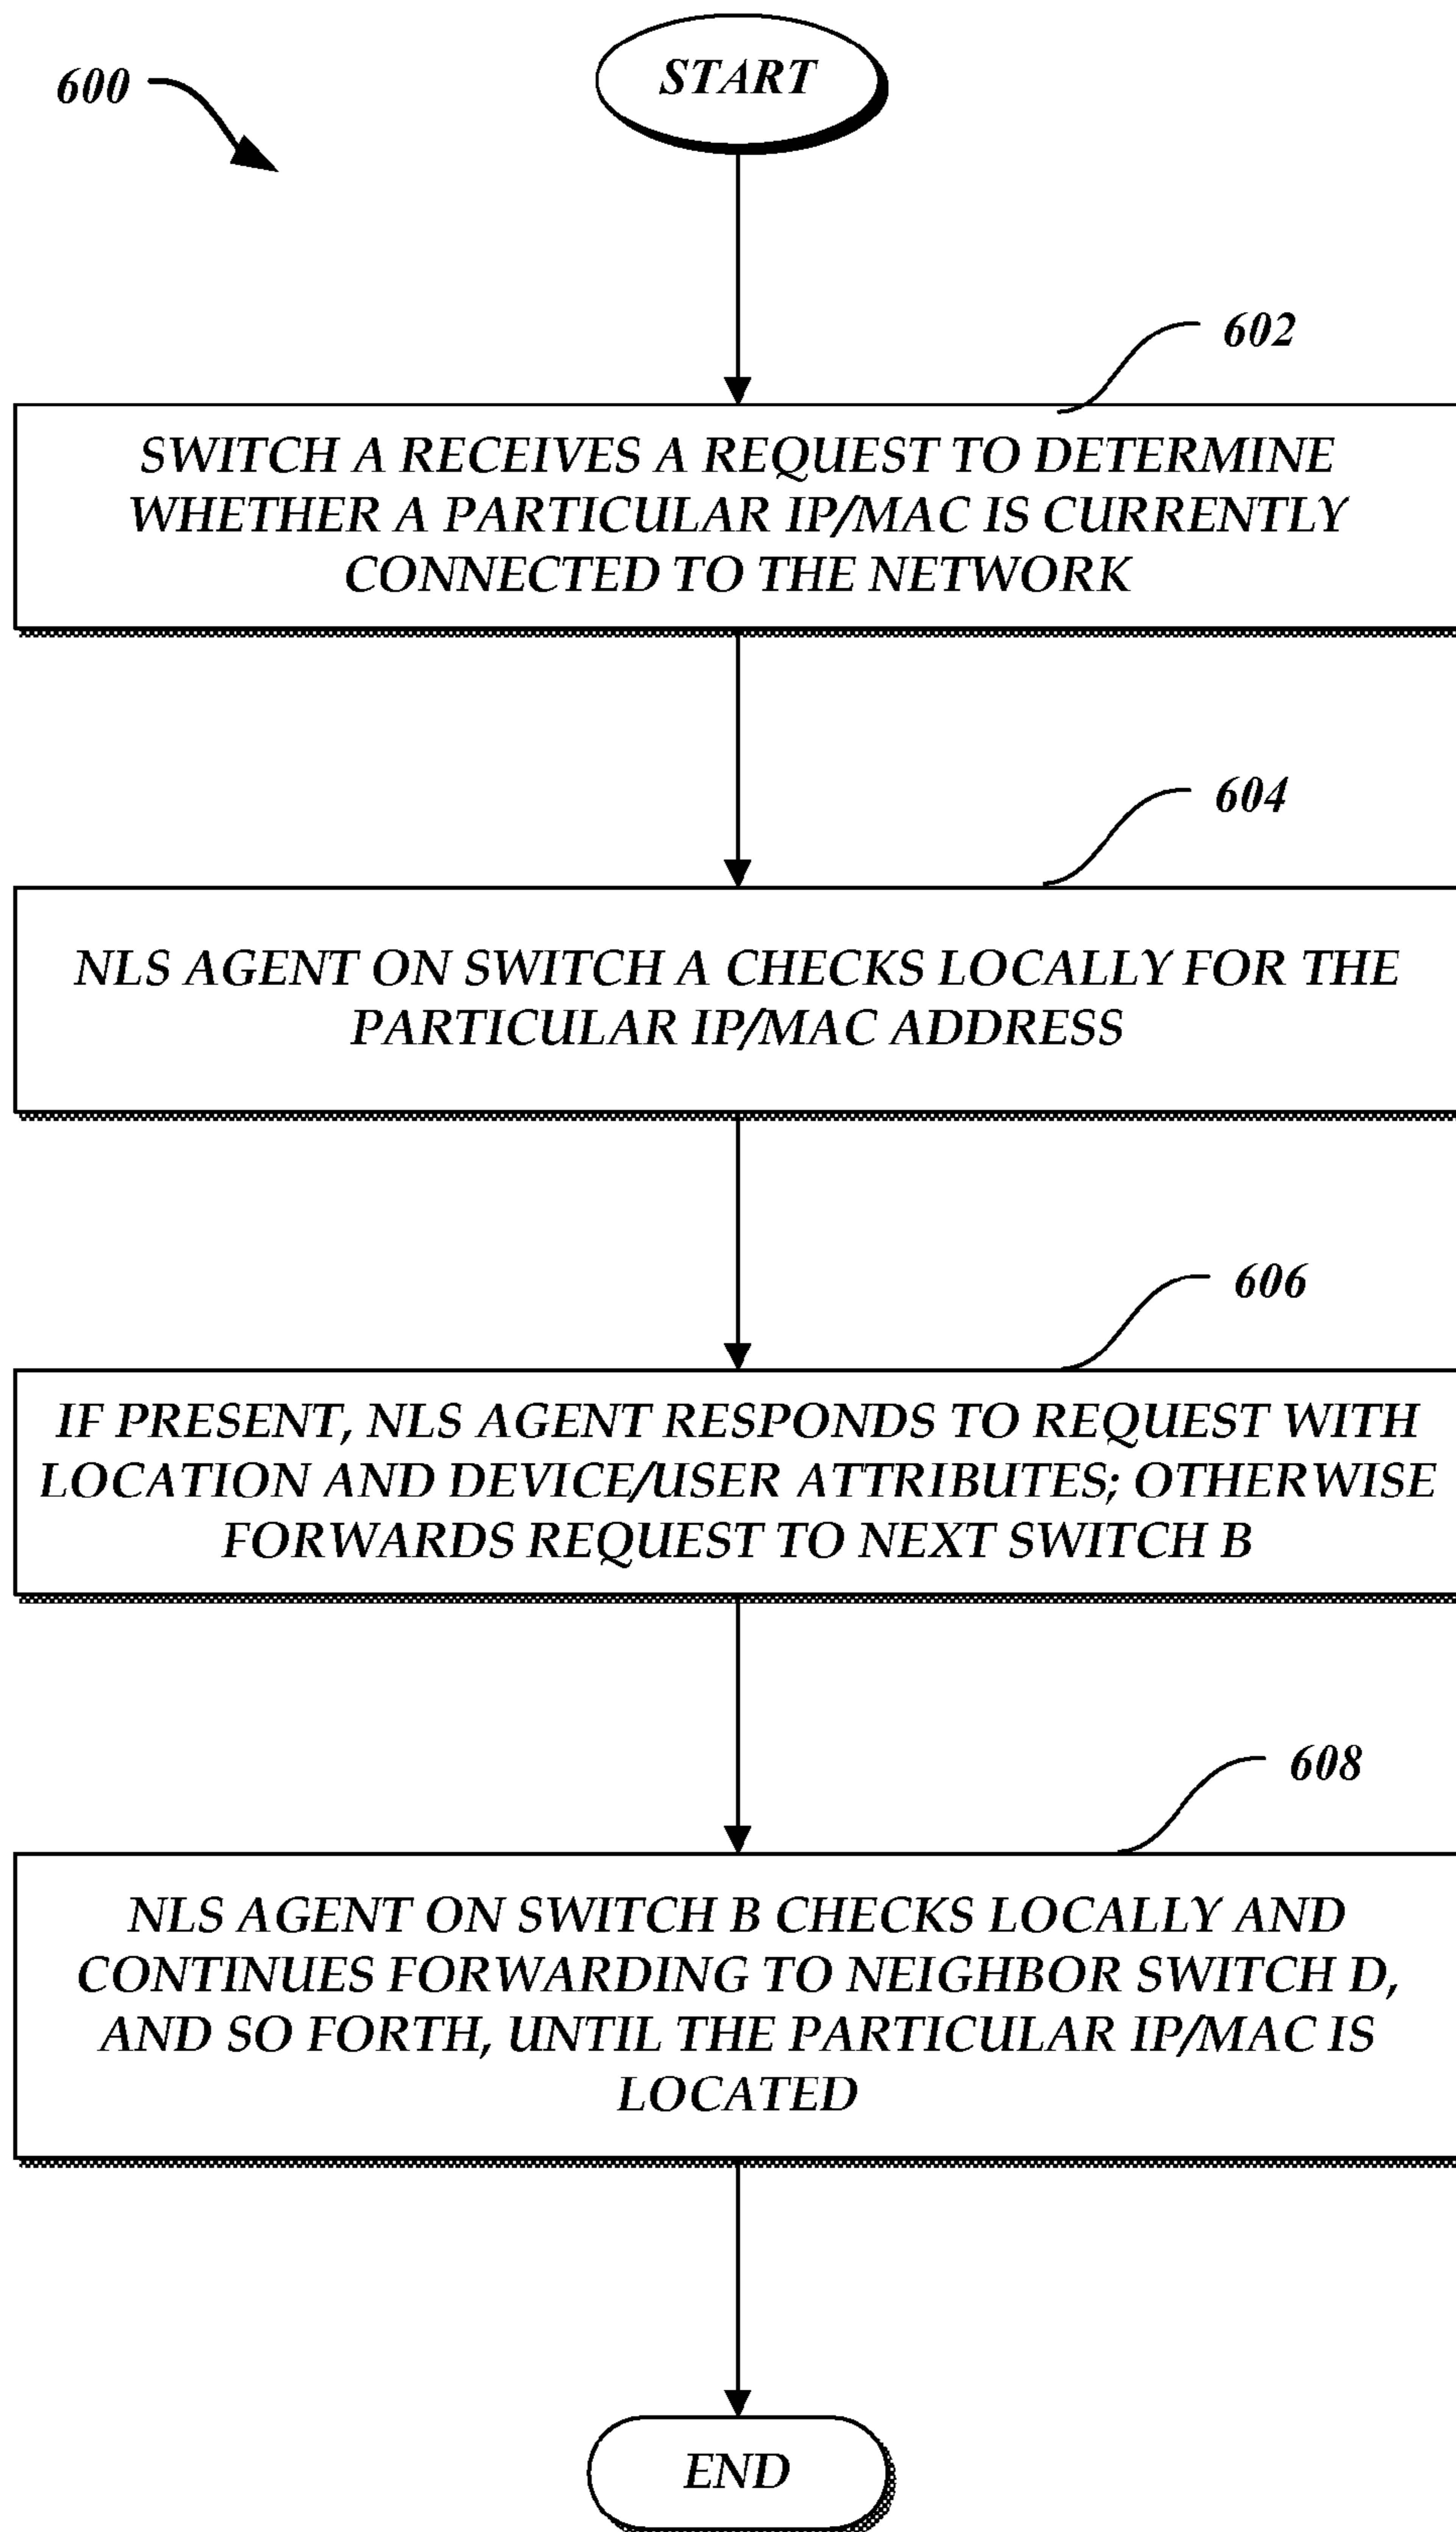 START
600
602
SWITCH A RECEIVES A REQUEST TO DETERMINE
WHETHER A PARTICULAR IP/MAC IS CURRENTLY
CONNECTED TO THE NETWORK
604
NLS AGENT ON SWITCH A CHECKS LOCALLY FOR THE
PARTICULAR IP/MAC ADDRESS
606
IF PRESENT, NLS AGENT RESPONDS TO REQUEST WITH
LOCATION AND DEVICE/USER ATTRIBUTES; OTHERWISE
FORWARDS REQUEST TO NEXT SWITCH B
608
NLS AGENT ON SWITCH B CHECKS LOCALLY AND
CONTINUES FORWARDING TO NEIGHBOR SWITCH D,
AND SO FORTH, UNTIL THE PARTICULAR IP/MAC IS
LOCATED
END